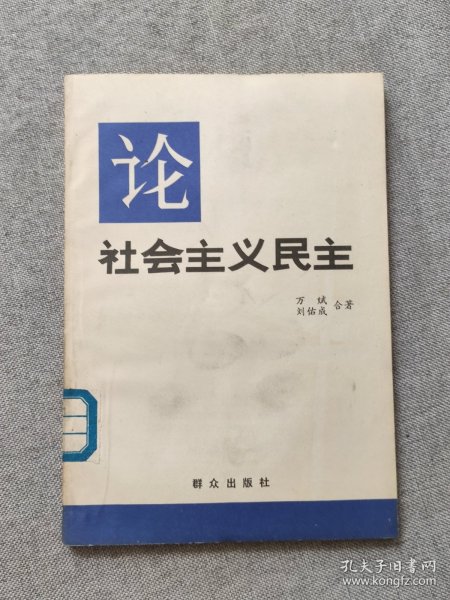 论
社会主义民主
万 斌
刘佑成 合著
群众出版社
孔夫子旧书网
www.kongfz.com